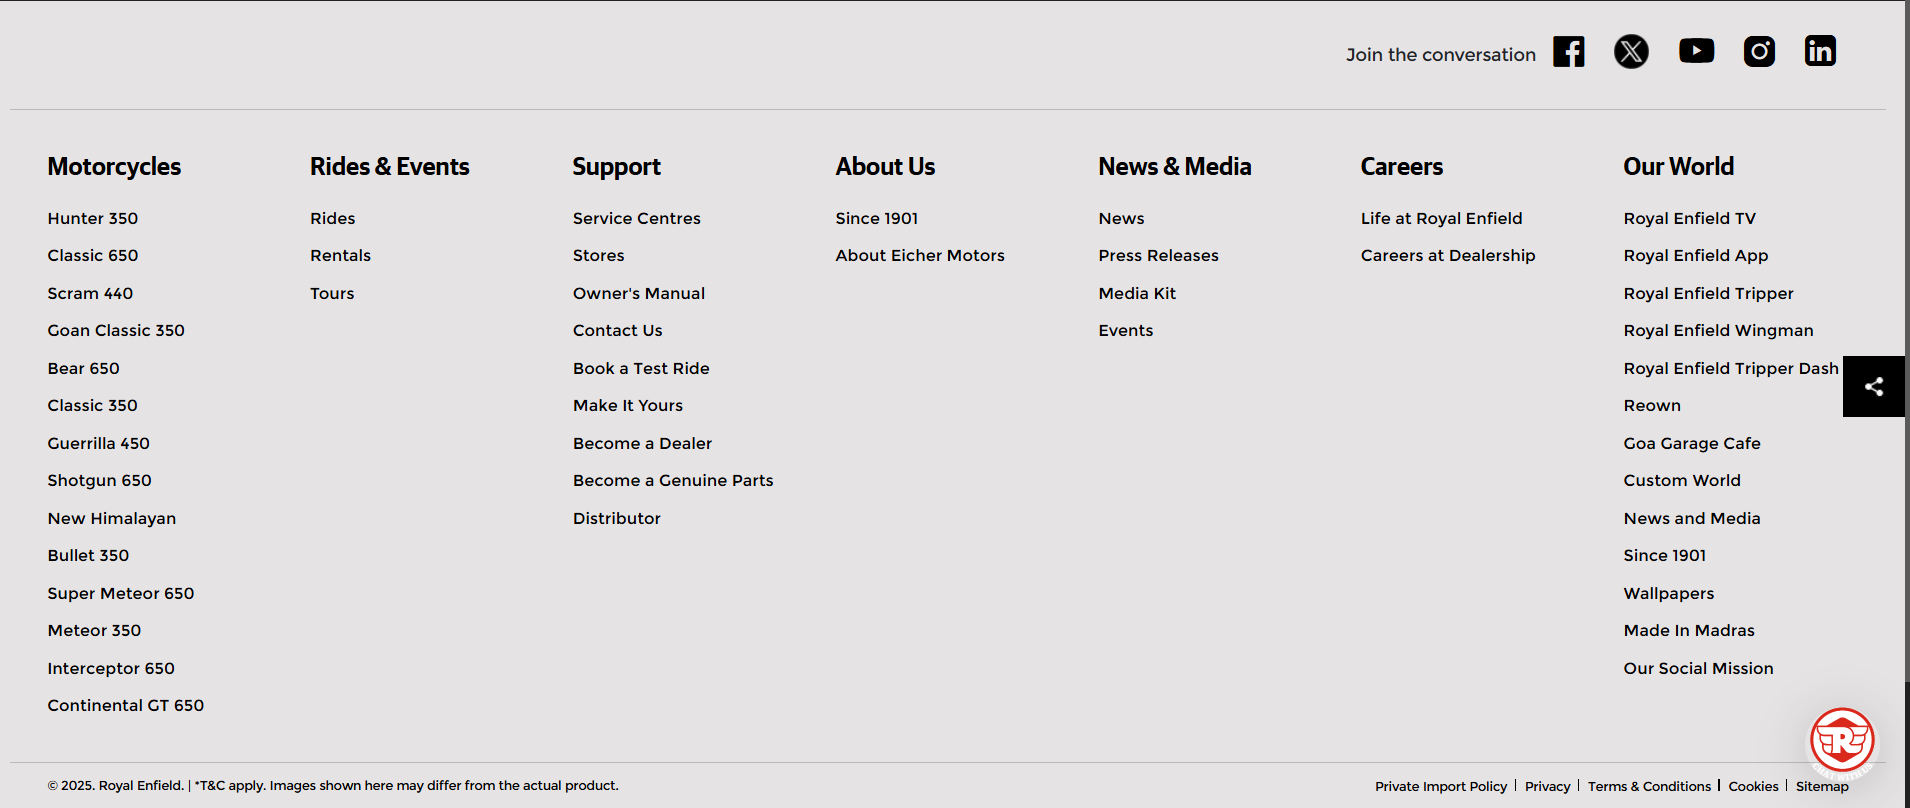 Join the conversation
Motorcycles
Hunter 350
Classic 650
Scram 440
Goan Classic 350
Bear 650
Classic 350
Guerrilla 450
Shotgun 650
New Himalayan
Bullet 350
Super Meteor 650
Meteor 350
Interceptor 650
Continental GT 650
Rides & Events
Rides
Rentals
Tours
Support
Service Centres
Stores
Owner's Manual
Contact Us
Book a Test Ride
Make It Yours
Become a Dealer
Become a Genuine Parts
Distributor
About Us
Since 1901
About Eicher Motors
News & Media
News
Press Releases
Media Kit
Events
Careers
Life at Royal Enfield
Careers at Dealership
Our World
Royal Enfield TV
Royal Enfield App
Royal Enfield Tripper
Royal Enfield Wingman
Royal Enfield Tripper Dash
Reown
Goa Garage Cafe
Custom World
News and Media
Since 1901
Wallpapers
Made In Madras
Our Social Mission
R
CHAT WITH US
© 2025. Royal Enfield. | *T&C apply. Images shown here may differ from the actual product.
Private Import Policy | Privacy | Terms & Conditions | Cookies | Sitemap